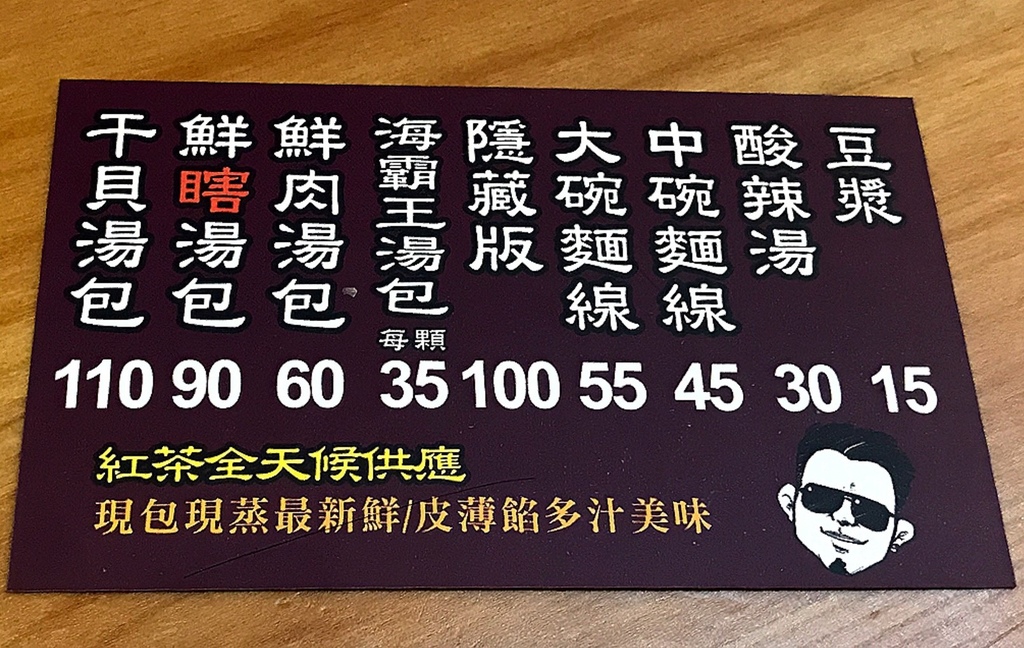 干貝湯包 110
鮮瞎湯包 90
鮮肉湯包 60
海霸王湯包 每顆 35
隱藏版 100
大碗麵線 55
中碗麵線 45
酸辣湯 30
豆漿 15
紅茶全天候供應
現包現蒸最新鮮/皮薄餡多汁美味